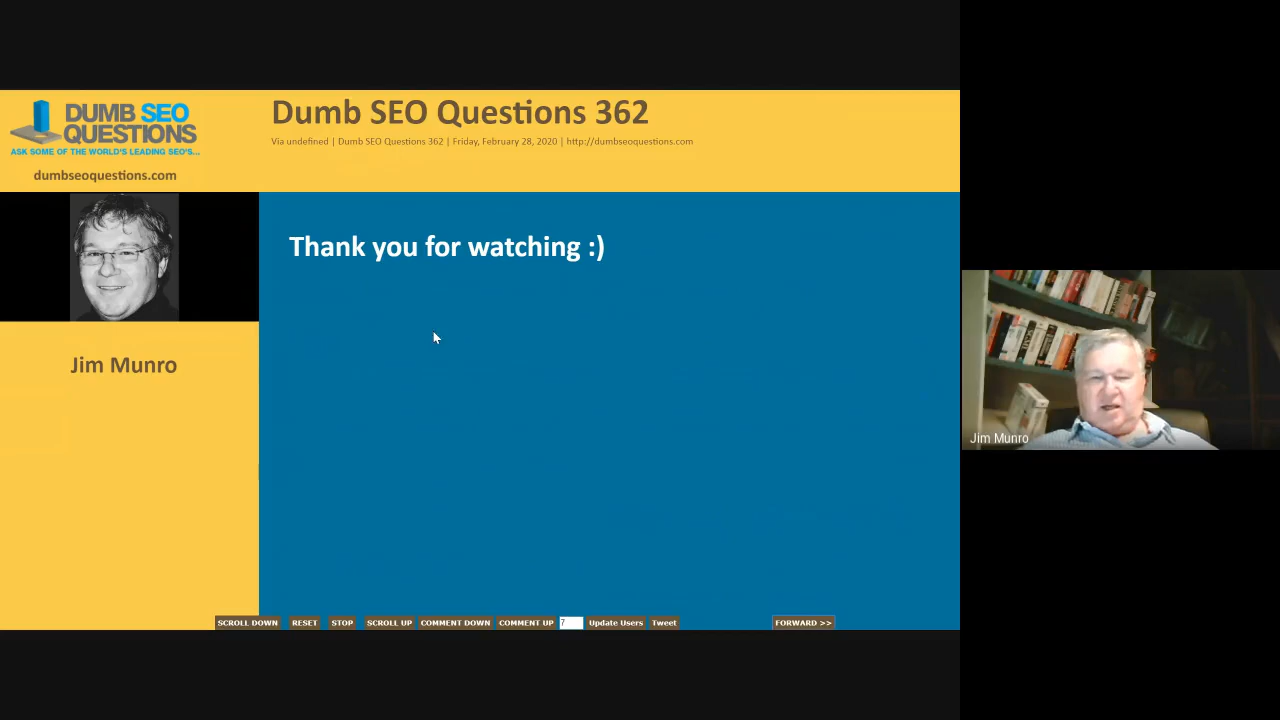 DUMB SEO
QUESTIONS
ASK SOME OF THE WORLD'S LEADING SEO'S...
dumbseoquestions.com
Dumb SEO Questions 362
Via undefined | Dumb SEO Questions 362 | Friday, February 28, 2020 | http://dumbseoquestions.com
Jim Munro
Thank you for watching :)
Jim Munro
SCROLL DOWN RESET STOP SCROLL UP COMMENT DOWN COMMENT UP 7 Update Users Tweet FORWARD >>